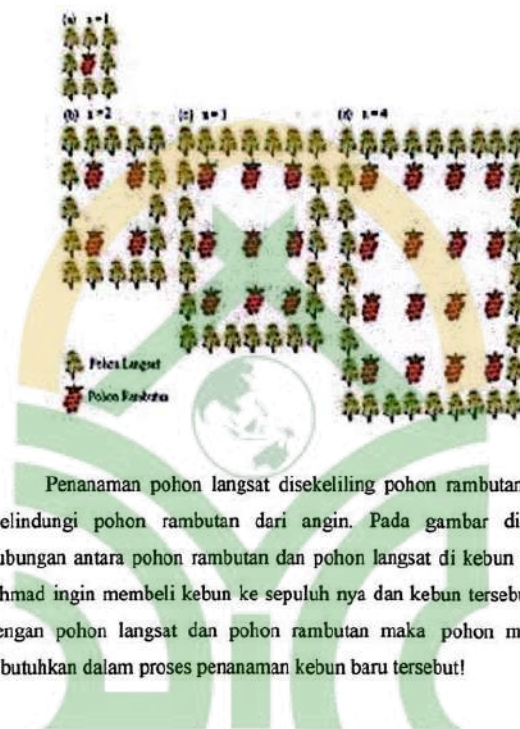 (a) x=1
(b) x=2 (c) x=3 (d) x=4
Pohon Langsat
Pohon Rambutan
Penanaman pohon langsat disekeliling pohon rambutan
elindungi pohon rambutan dari angin. Pada gambar di
ubungan antara pohon rambutan dan pohon langsat di kebun
hmad ingin membeli kebun ke sepuluh nya dan kebun tersebu
engan pohon langsat dan pohon rambutan maka pohon m
butuhkan dalam proses penanaman kebun baru tersebut!